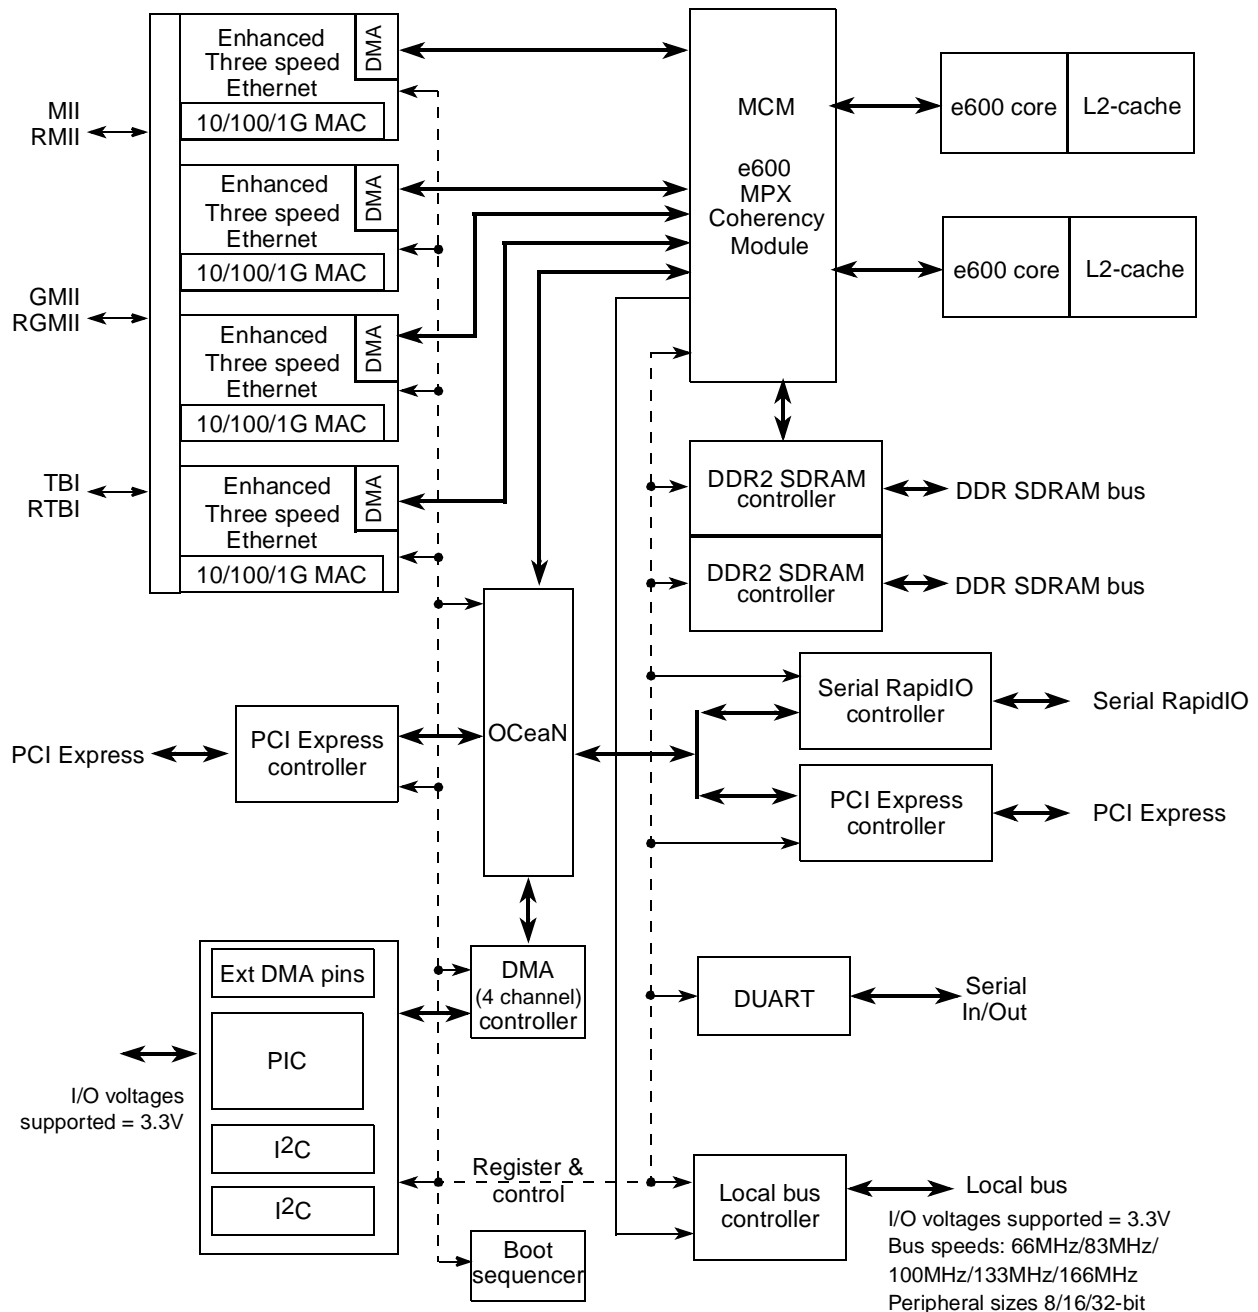 Enhanced
Three speed
Ethernet
DMA
10/100/1G MAC
MII
RMII
Enhanced
Three speed
Ethernet
DMA
10/100/1G MAC
GMII
RGMII
Enhanced
Three speed
Ethernet
DMA
10/100/1G MAC
TBI
RTBI
Enhanced
Three speed
Ethernet
DMA
10/100/1G MAC
MCM
e600
MPX
Coherency
Module
e600 core
L2-cache
e600 core
L2-cache
DDR2 SDRAM
controller
DDR SDRAM bus
DDR2 SDRAM
controller
DDR SDRAM bus
Serial RapidIO
controller
Serial RapidIO
PCI Express
PCI Express
controller
OCeaN
PCI Express
controller
PCI Express
Ext DMA pins
PIC
I2C
I2C
I/O voltages
supported = 3.3V
DMA
(4 channel)
controller
DUART
Serial
In/Out
Register &
control
Boot
sequencer
Local bus
controller
Local bus
I/O voltages supported = 3.3V
Bus speeds: 66MHz/83MHz/
100MHz/133MHz/166MHz
Peripheral sizes 8/16/32-bit